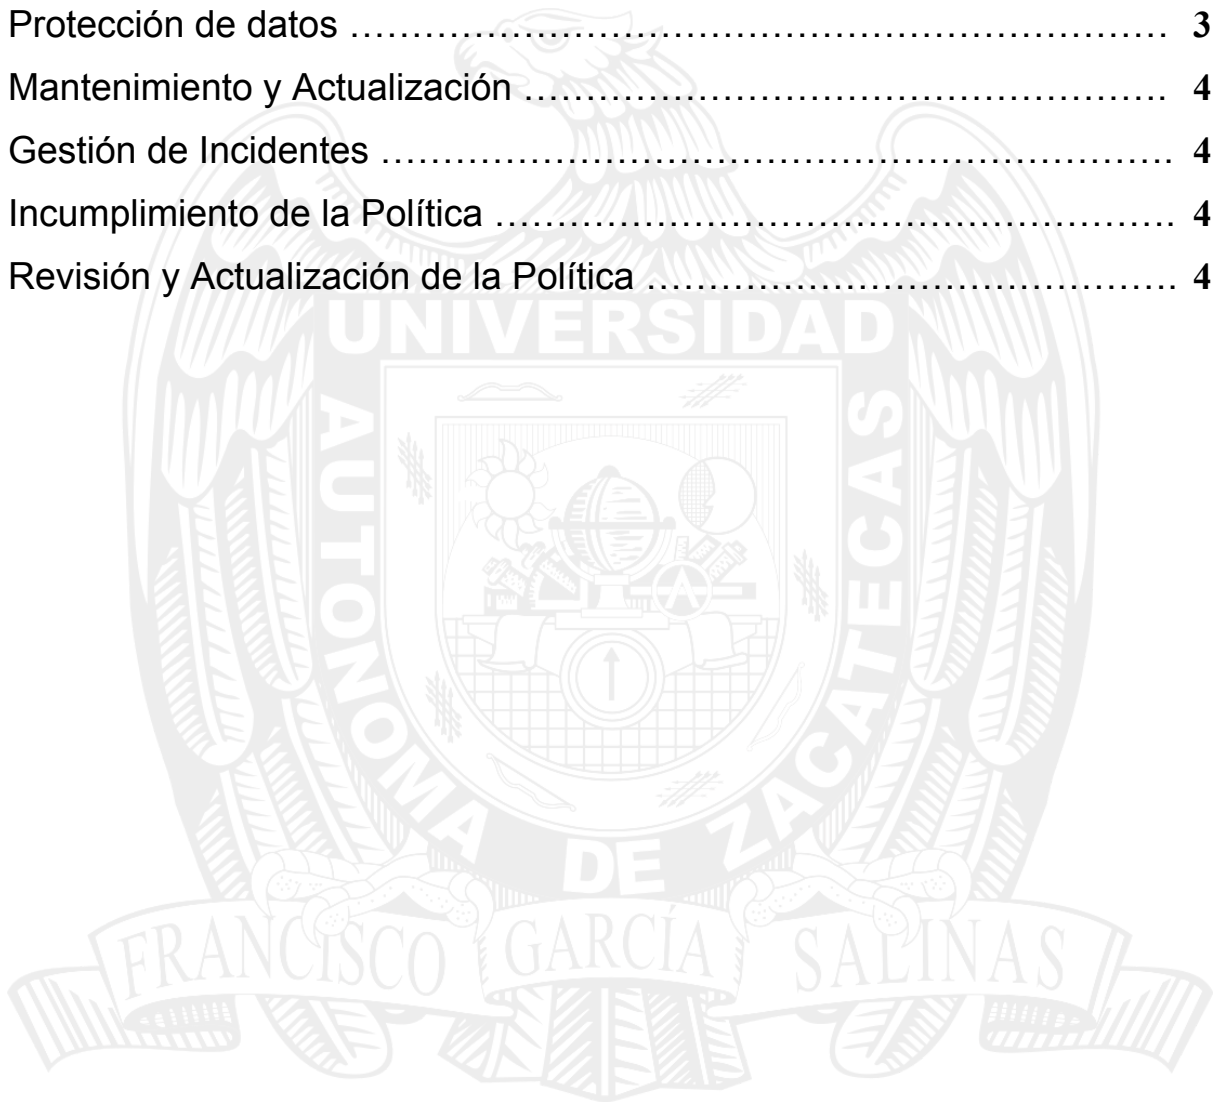 Protección de datos ………………………………………………………………… 3
Mantenimiento y Actualización ……………………………………………………. 4
Gestión de Incidentes ………………………………………………………………. 4
Incumplimiento de la Política ………………………………………………………. 4
Revisión y Actualización de la Política …………………………………………. 4
UNIVERSIDAD
AUTONOMA
DE
ZACATECAS
FRANCISCO GARCÍA SALINAS